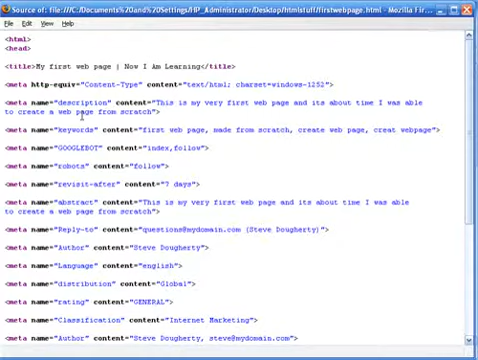 Source of: file:///C:/Documents%20and%20Settings/HP_Administrator/Desktop/htmlstuff/firstwebpage.html - Mozilla Firef...
File Edit View Help
<html>
<head>
<title>My first web page | Now I Am Learning</title>
<meta http-equiv="Content-Type" content="text/html; charset=windows-1252">
<meta name="description" content="This is my very first web page and its about time I was able
to create a web page from scratch">
<meta name="keywords" content="first web page, made from scratch, create web page, creat webpage">
<meta name="GOOGLEBOT" content="index,follow">
<meta name="robots" content="follow">
<meta name="revisit-after" content="7 days">
<meta name="abstract" content="This is my very first web page and its about time I was able
to create a web page from scratch">
<meta name="Reply-to" content="questions@mydomain.com (Steve Dougherty)">
<meta name="Author" content="Steve Dougherty">
<meta name="Language" content="english">
<meta name="distribution" content="Global">
<meta name="rating" content="GENERAL">
<meta name="Classification" content="Internet Marketing">
<meta name="Author" content="Steve Dougherty, steve@mydomain.com">